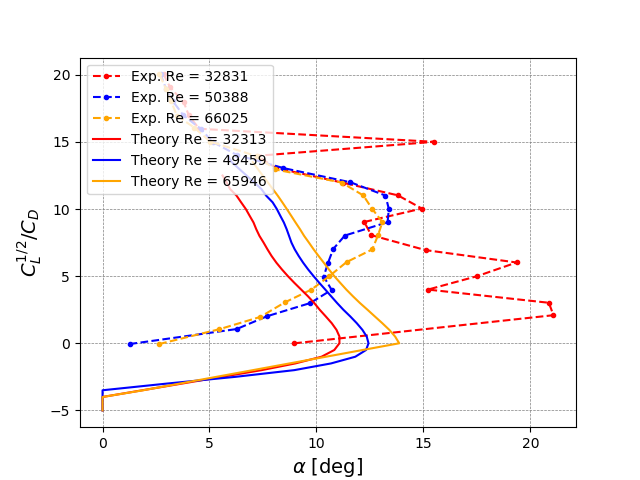 Exp. Re = 32831
Exp. Re = 50388
Exp. Re = 66025
Theory Re = 32313
Theory Re = 49459
Theory Re = 65946
20
15
10
5
0
−5
0 5 10 15 20
C_L^{1/2}/C_D
α [deg]